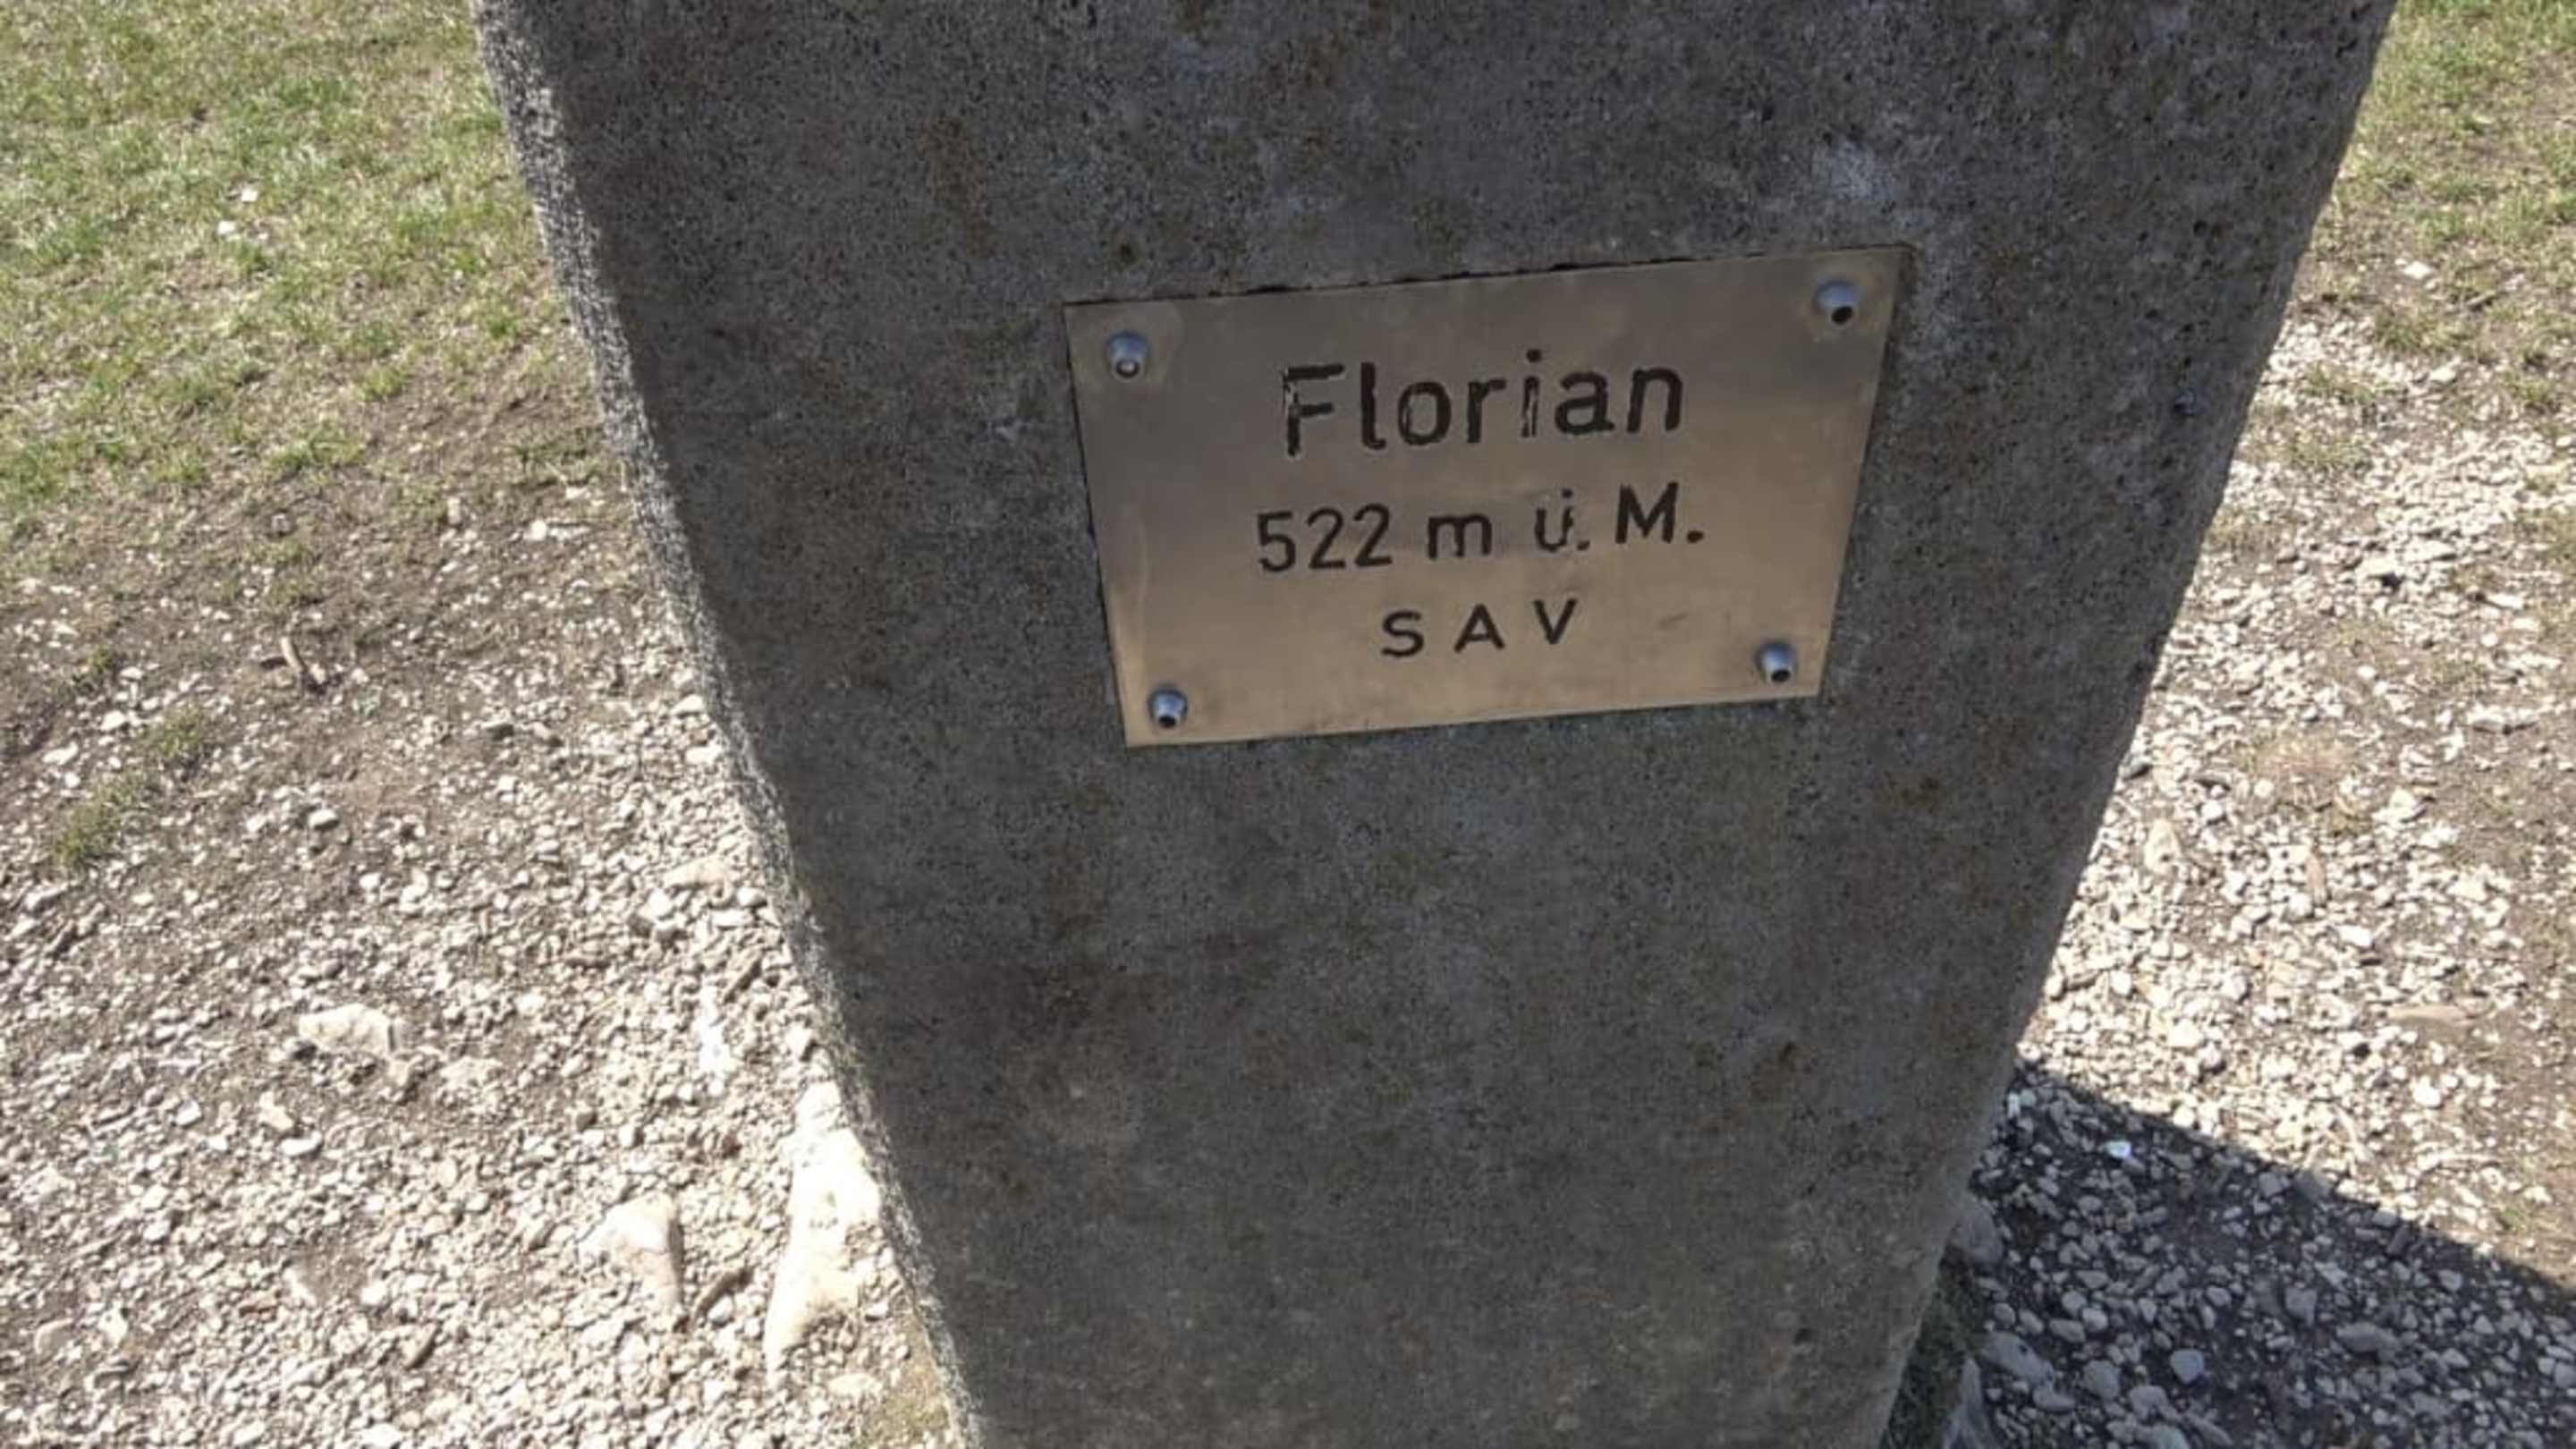 Florian
522 m ü. M.
SAV